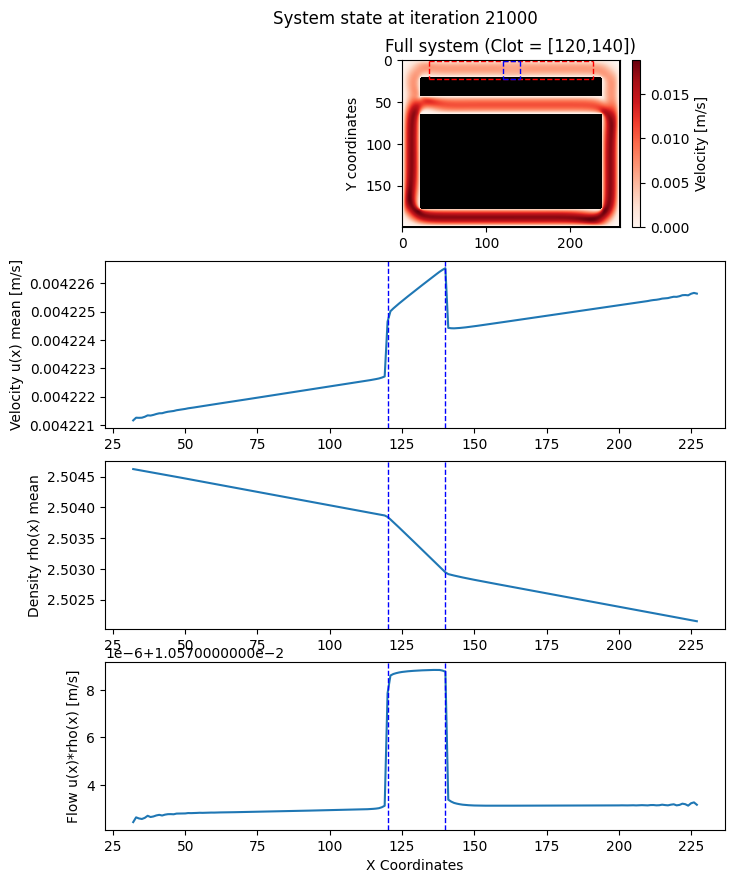 System state at iteration 21000
Full system (Clot = [120,140])
Y coordinates
0
50
100
150
0
100
200
0.015
0.010
0.005
0.000
Velocity [m/s]
Velocity u(x) mean [m/s]
0.004226
0.004225
0.004224
0.004223
0.004222
0.004221
25 50 75 100 125 150 175 200 225
Density rho(x) mean
2.5045
2.5040
2.5035
2.5030
2.5025
25 50 75 100 125 150 175 200 225
1e-6+1.0570000000e-2
Flow u(x)*rho(x) [m/s]
8
6
4
25 50 75 100 125 150 175 200 225
X Coordinates